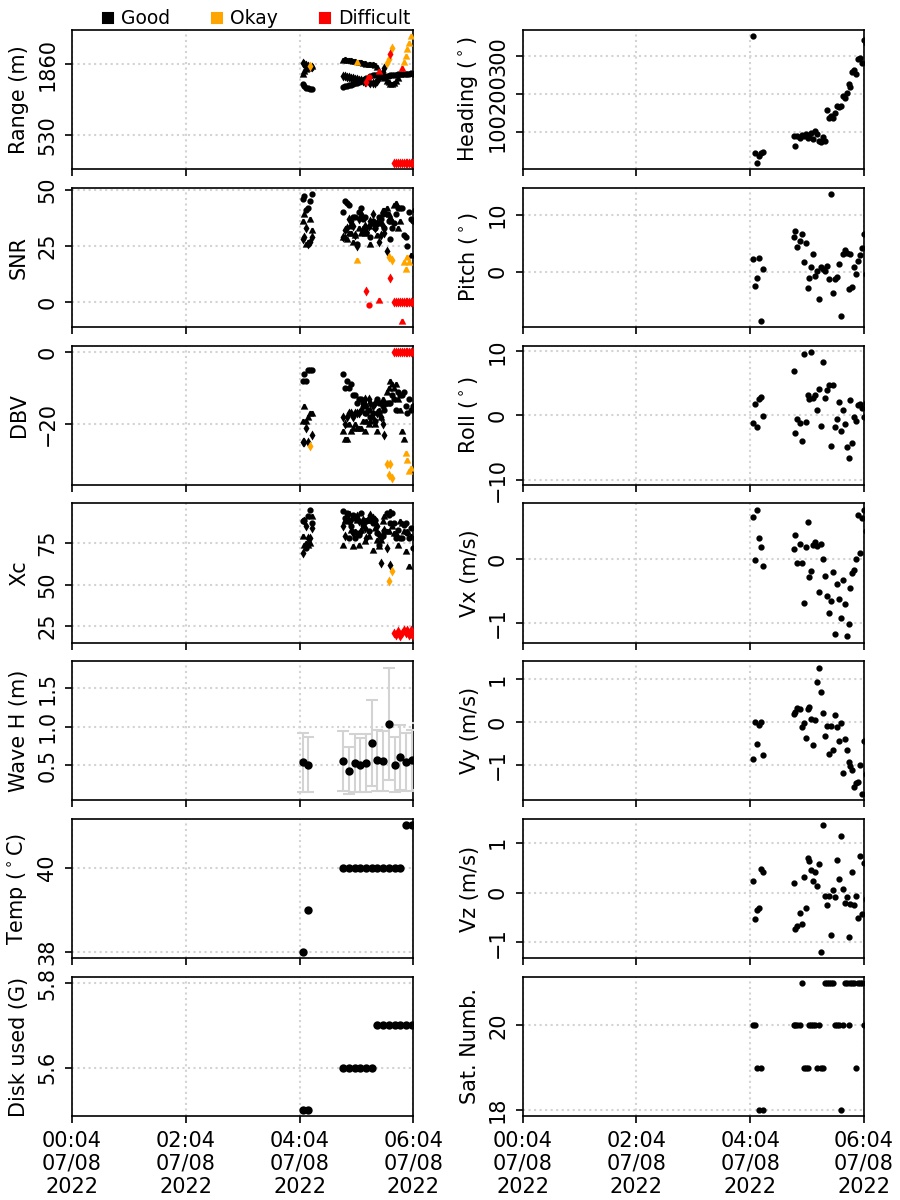 Good Okay Difficult
Range (m)
1860
530
Heading (°)
300
200
100
SNR
50
25
0
Pitch (°)
10
0
DBV
0
−20
Roll (°)
10
0
−10
Xc
75
50
25
Vx (m/s)
0
−1
Wave H (m)
1.5
1.0
0.5
Vy (m/s)
1
0
−1
Temp (°C)
40
38
Vz (m/s)
1
0
−1
Disk used (G)
5.8
5.6
Sat. Numb.
20
18
00:04 02:04 04:04 06:04 00:04 02:04 04:04 06:04
07/08 07/08 07/08 07/08 07/08 07/08 07/08 07/08
2022 2022 2022 2022 2022 2022 2022 2022